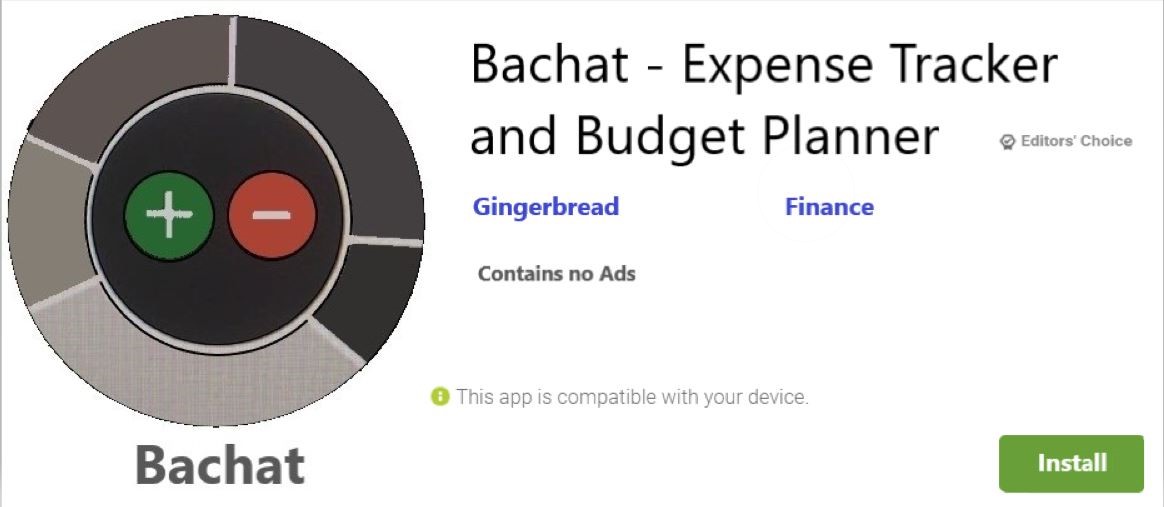 Bachat - Expense Tracker
and Budget Planner
Editors' Choice
Gingerbread
Finance
Contains no Ads
This app is compatible with your device.
Bachat
Install